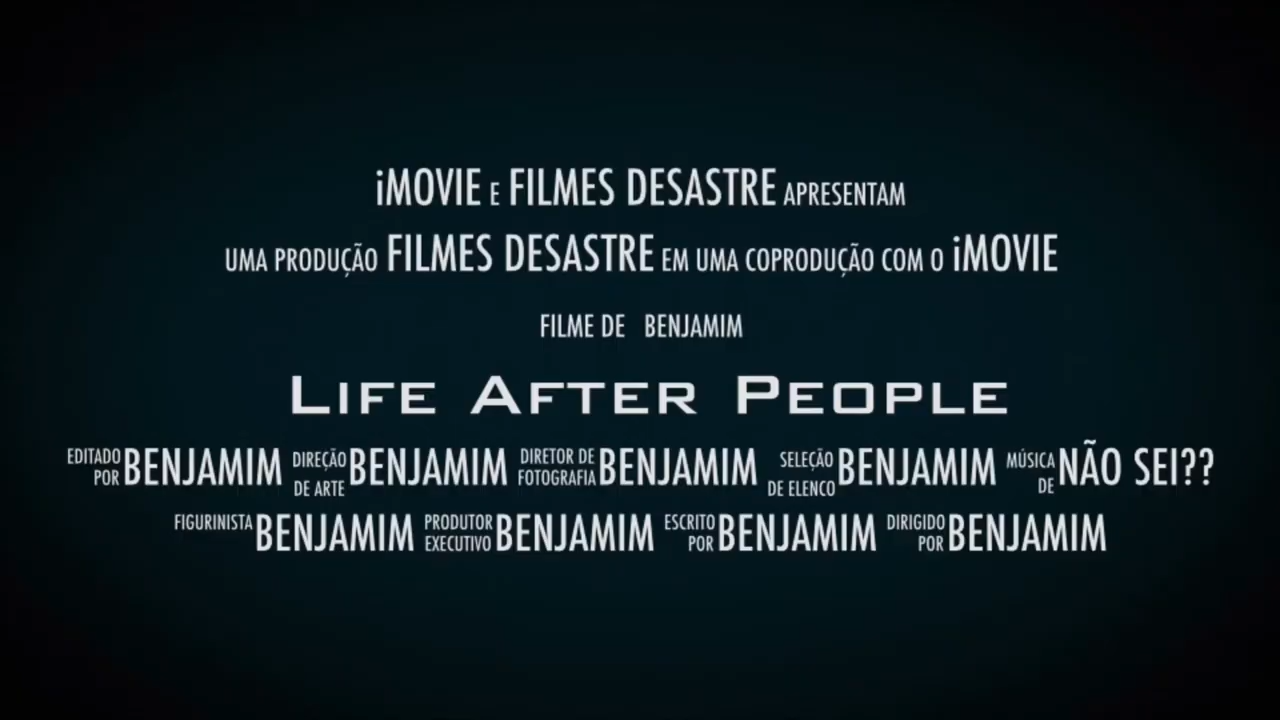 iMOVIE E FILMES DESASTRE APRESENTAM
UMA PRODUÇÃO FILMES DESASTRE EM UMA COPRODUÇÃO COM O iMOVIE
FILME DE BENJAMIM
LIFE AFTER PEOPLE
EDITADO POR BENJAMIM DIREÇÃO DE ARTE BENJAMIM DIRETOR DE FOTOGRAFIA BENJAMIM SELEÇÃO DE ELENCO BENJAMIM MÚSICA DE NÃO SEI??
FIGURINISTA BENJAMIM PRODUTOR EXECUTIVO BENJAMIM ESCRITO POR BENJAMIM DIRIGIDO POR BENJAMIM